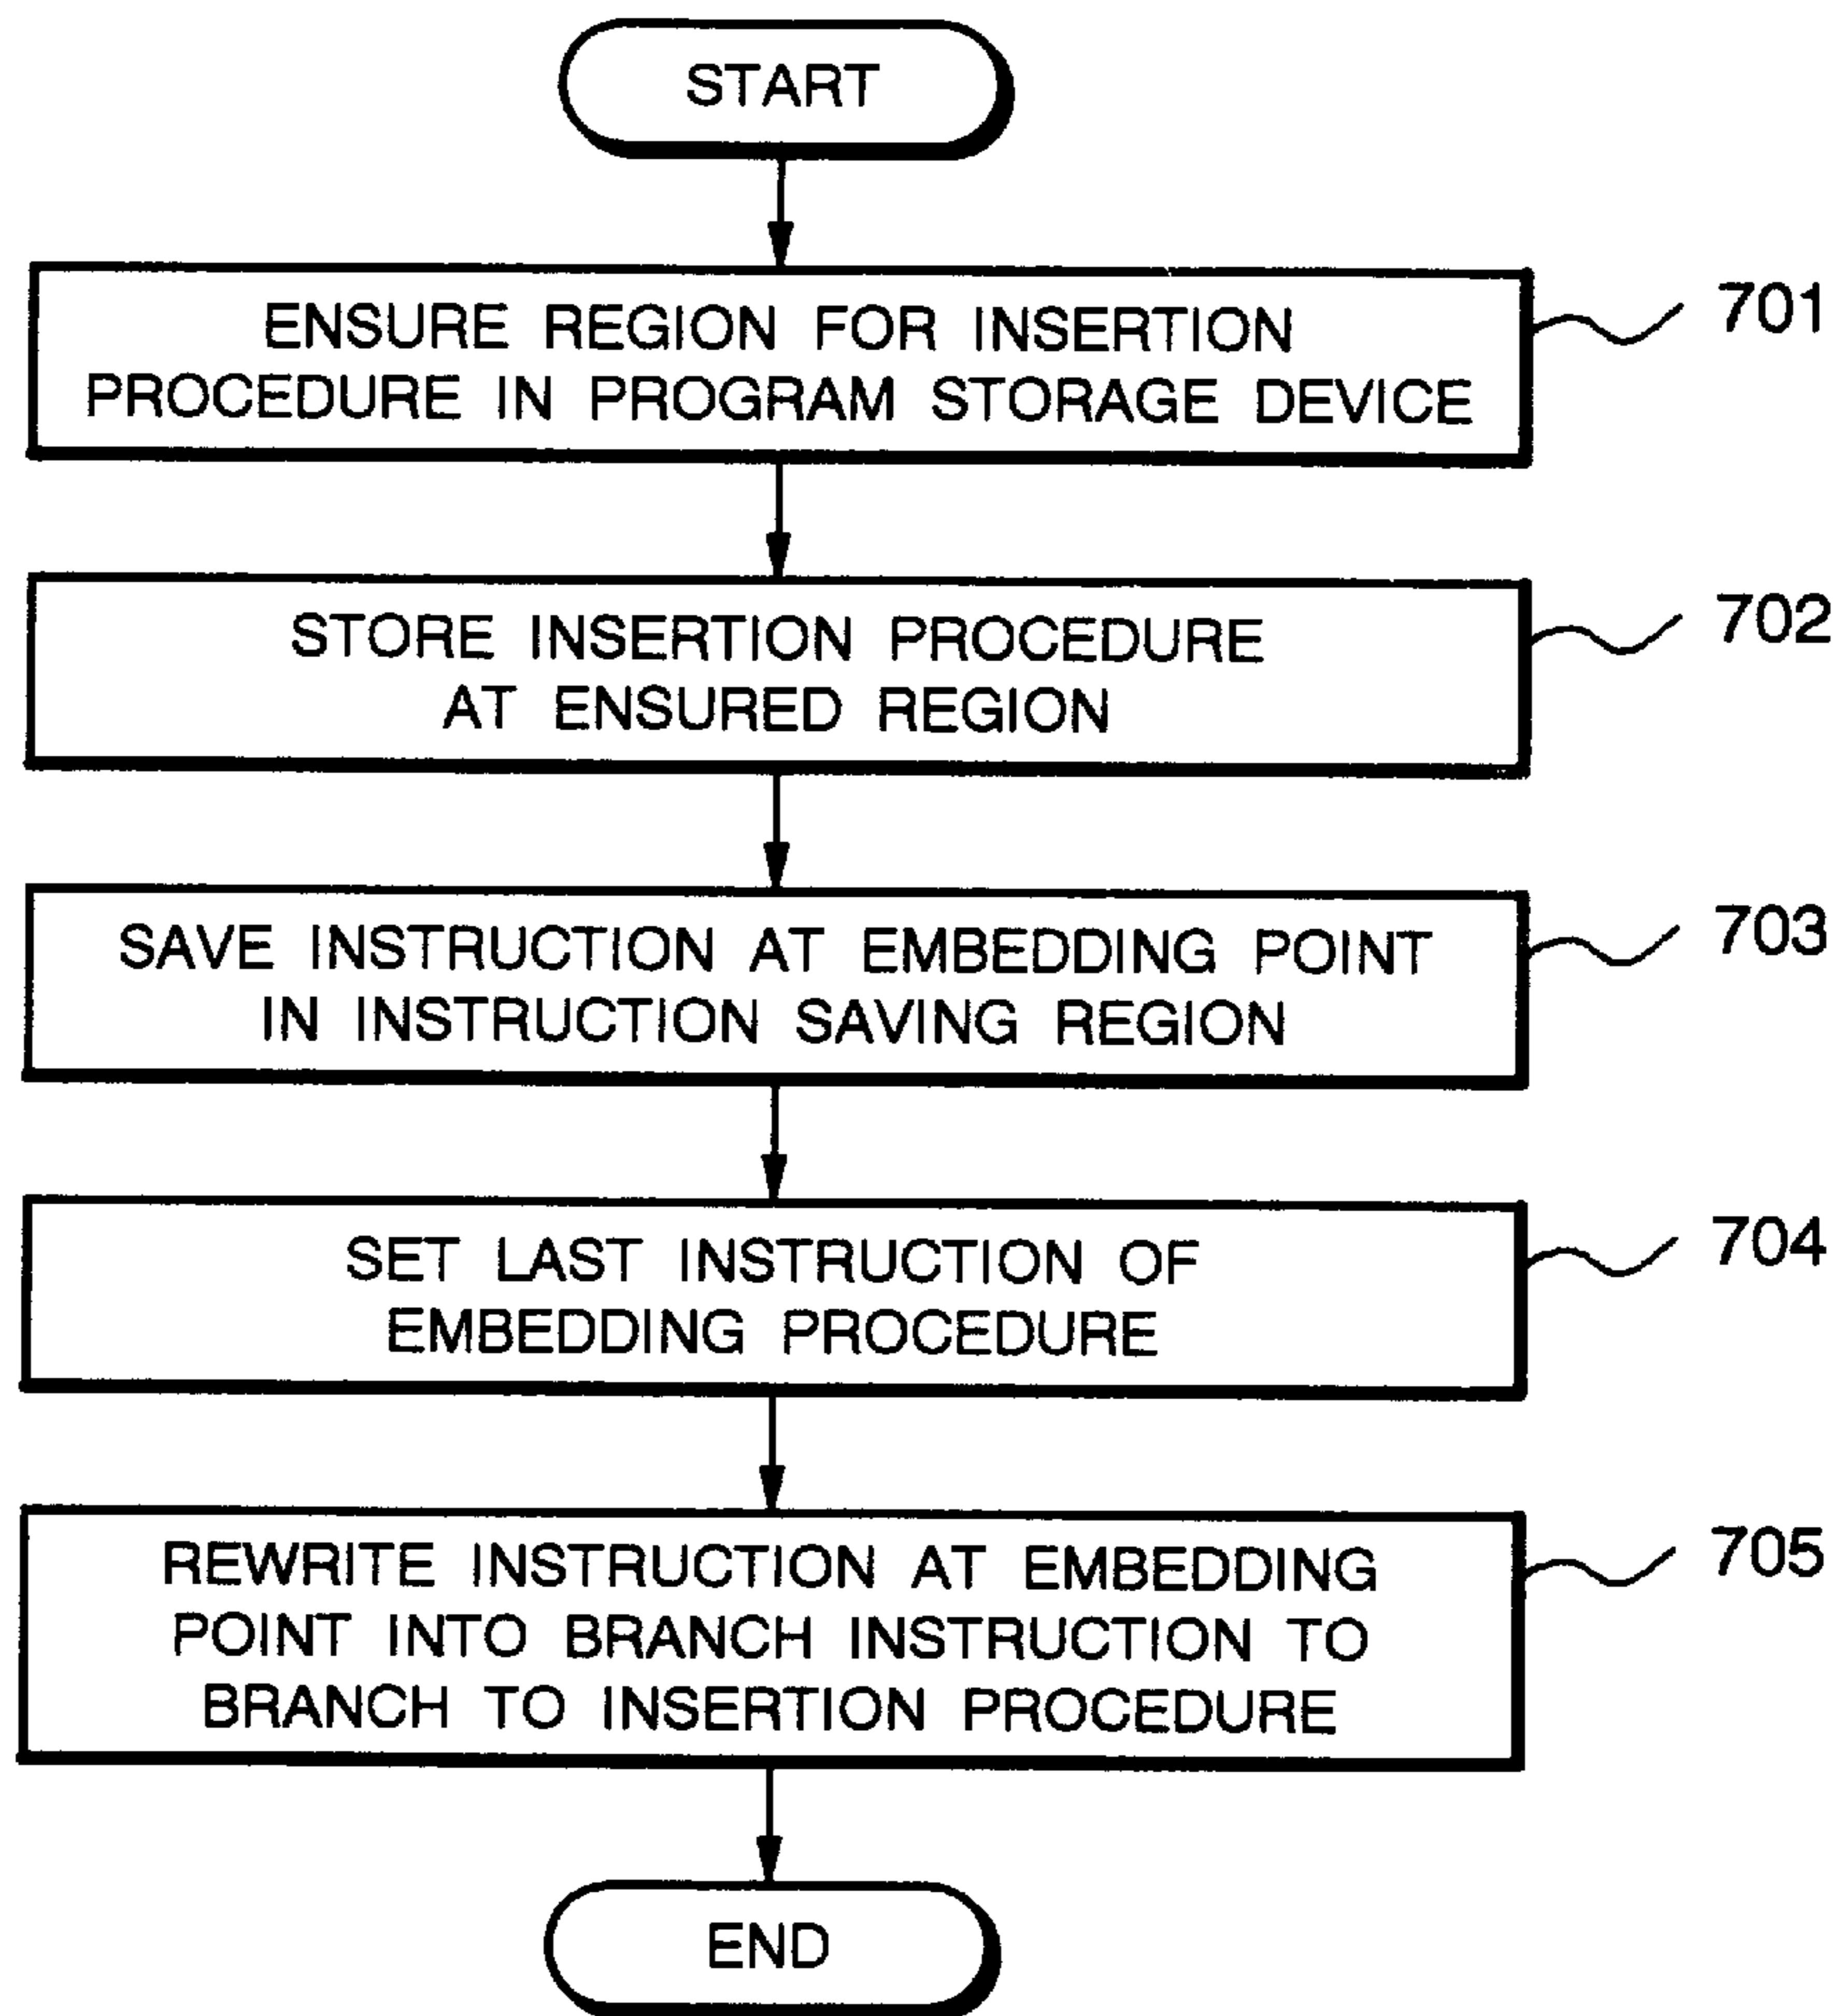 START
ENSURE REGION FOR INSERTION
PROCEDURE IN PROGRAM STORAGE DEVICE
701
STORE INSERTION PROCEDURE
AT ENSURED REGION
702
SAVE INSTRUCTION AT EMBEDDING POINT
IN INSTRUCTION SAVING REGION
703
SET LAST INSTRUCTION OF
EMBEDDING PROCEDURE
704
REWRITE INSTRUCTION AT EMBEDDING
POINT INTO BRANCH INSTRUCTION TO
BRANCH TO INSERTION PROCEDURE
705
END